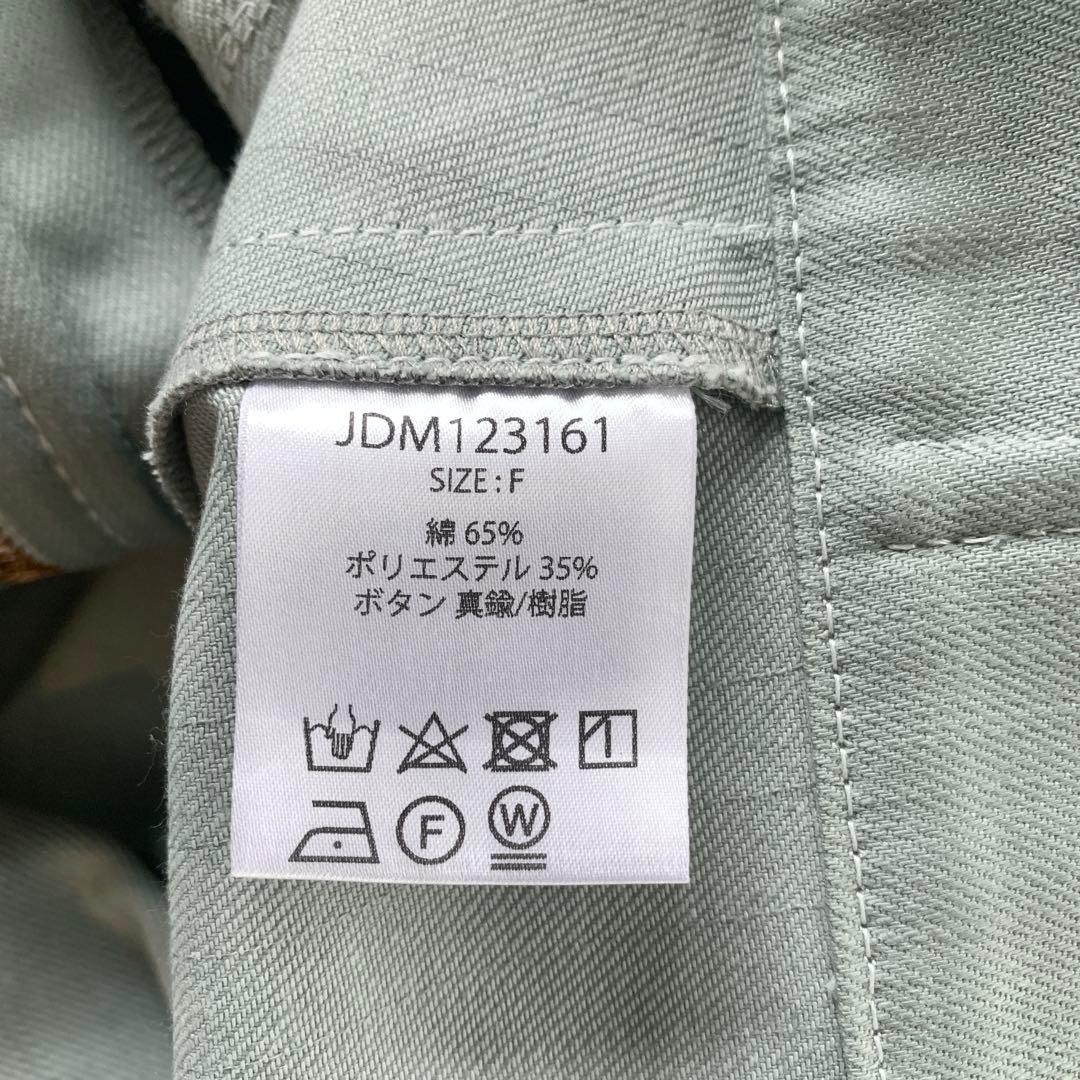 JDM123161
SIZE : F
綿 65%
ポリエステル 35%
ボタン 真鍮/樹脂
F
W